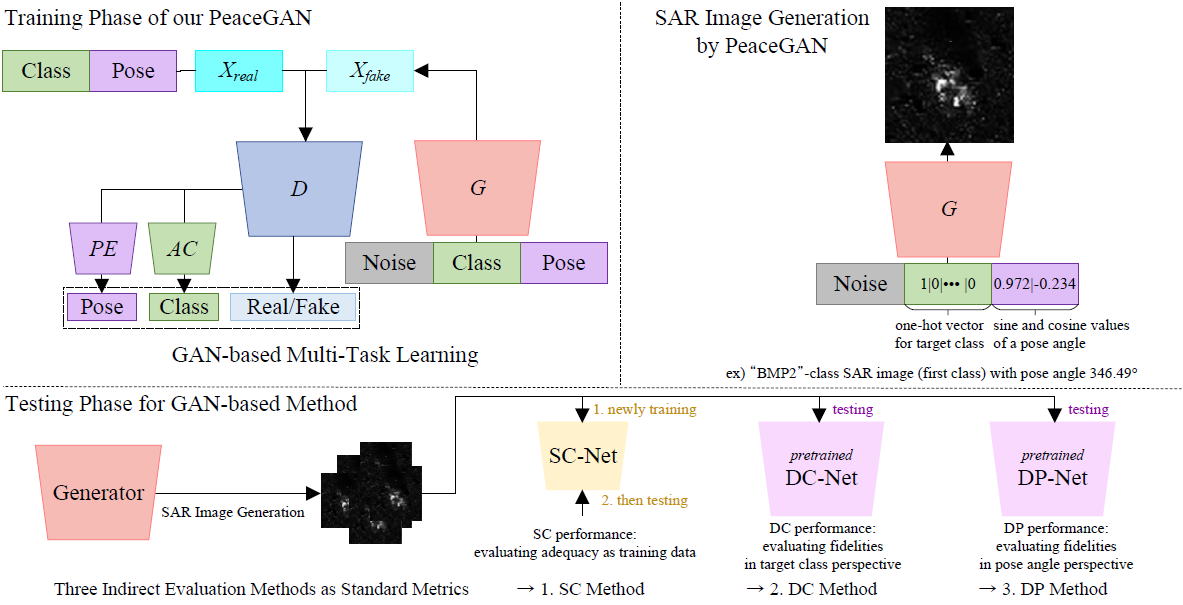 Training Phase of our PeaceGAN
Class Pose X_real X_fake
D
G
PE AC
Noise Class Pose
Pose Class Real/Fake
GAN-based Multi-Task Learning
SAR Image Generation
by PeaceGAN
G
Noise 1|0|••• |0 0.972|-0.234
one-hot vector
for target class
sine and cosine values
of a pose angle
ex) “BMP2”-class SAR image (first class) with pose angle 346.49°
Testing Phase for GAN-based Method
Generator
SAR Image Generation
1. newly training
SC-Net
2. then testing
SC performance:
evaluating adequacy as training data
testing
pretrained
DC-Net
DC performance:
evaluating fidelities
in target class perspective
testing
pretrained
DP-Net
DP performance:
evaluating fidelities
in pose angle perspective
Three Indirect Evaluation Methods as Standard Metrics → 1. SC Method → 2. DC Method → 3. DP Method